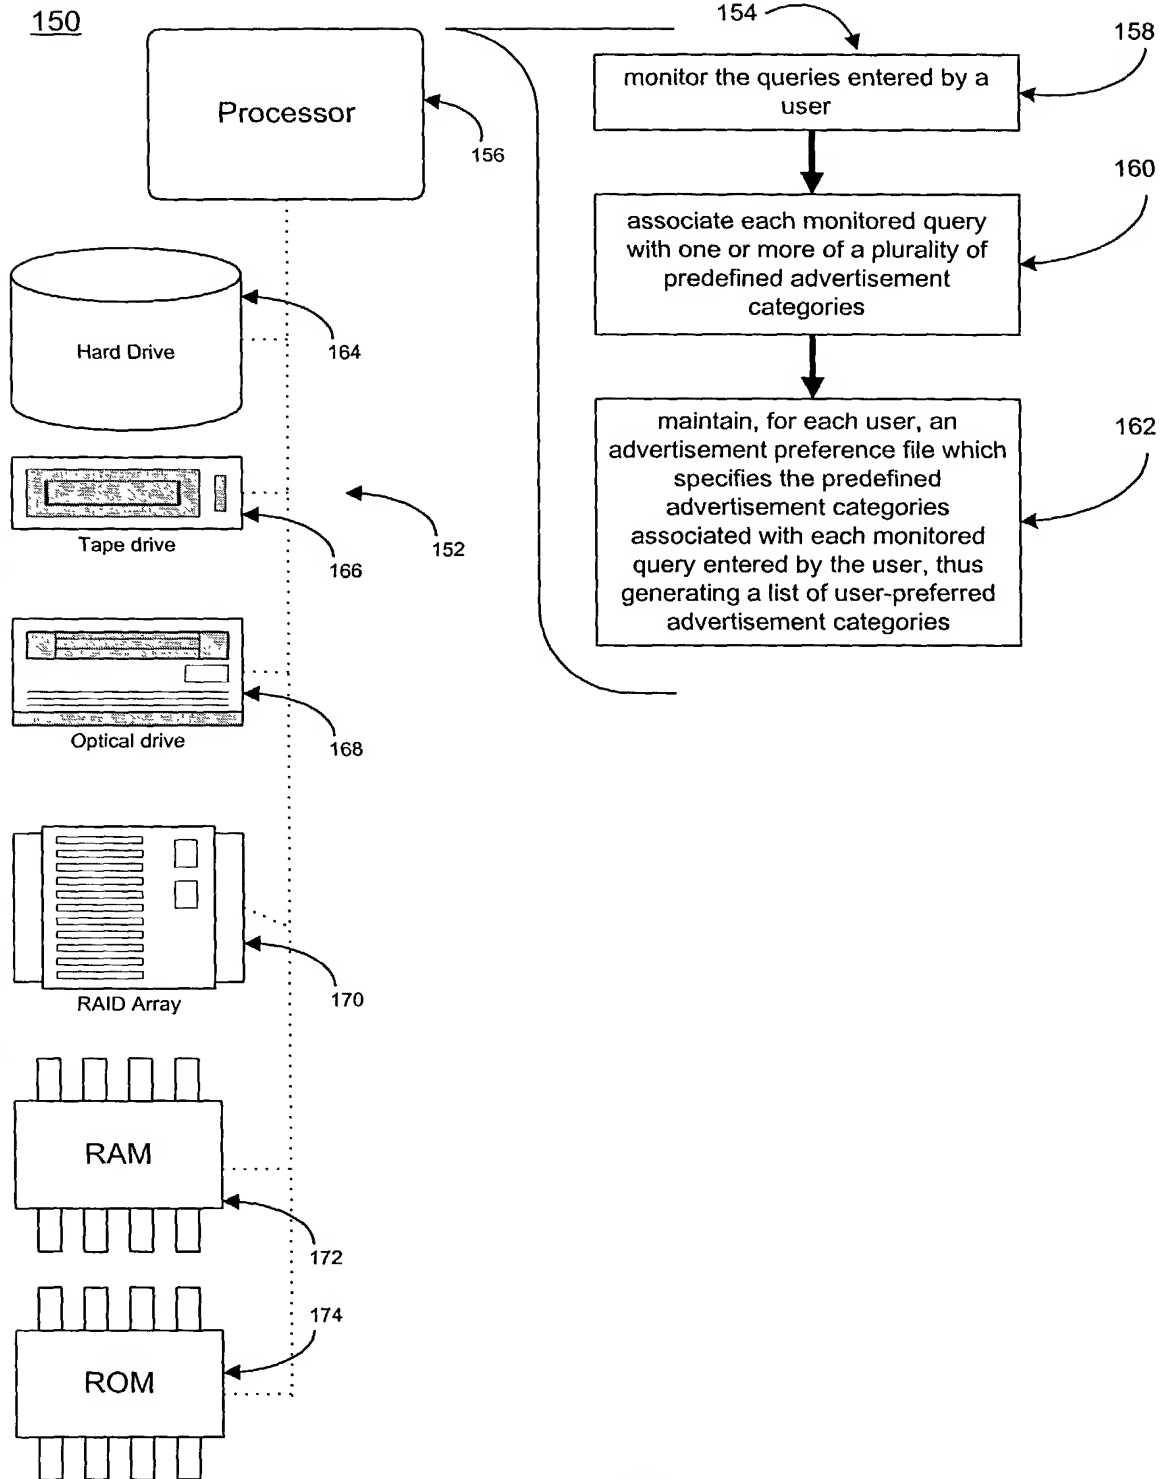 150
Processor
156
Hard Drive
164
Tape drive
166
152
Optical drive
168
RAID Array
170
RAM
172
174
ROM
154
158
monitor the queries entered by a
user
160
associate each monitored query
with one or more of a plurality of
predefined advertisement
categories
162
maintain, for each user, an
advertisement preference file which
specifies the predefined
advertisement categories
associated with each monitored
query entered by the user, thus
generating a list of user-preferred
advertisement categories